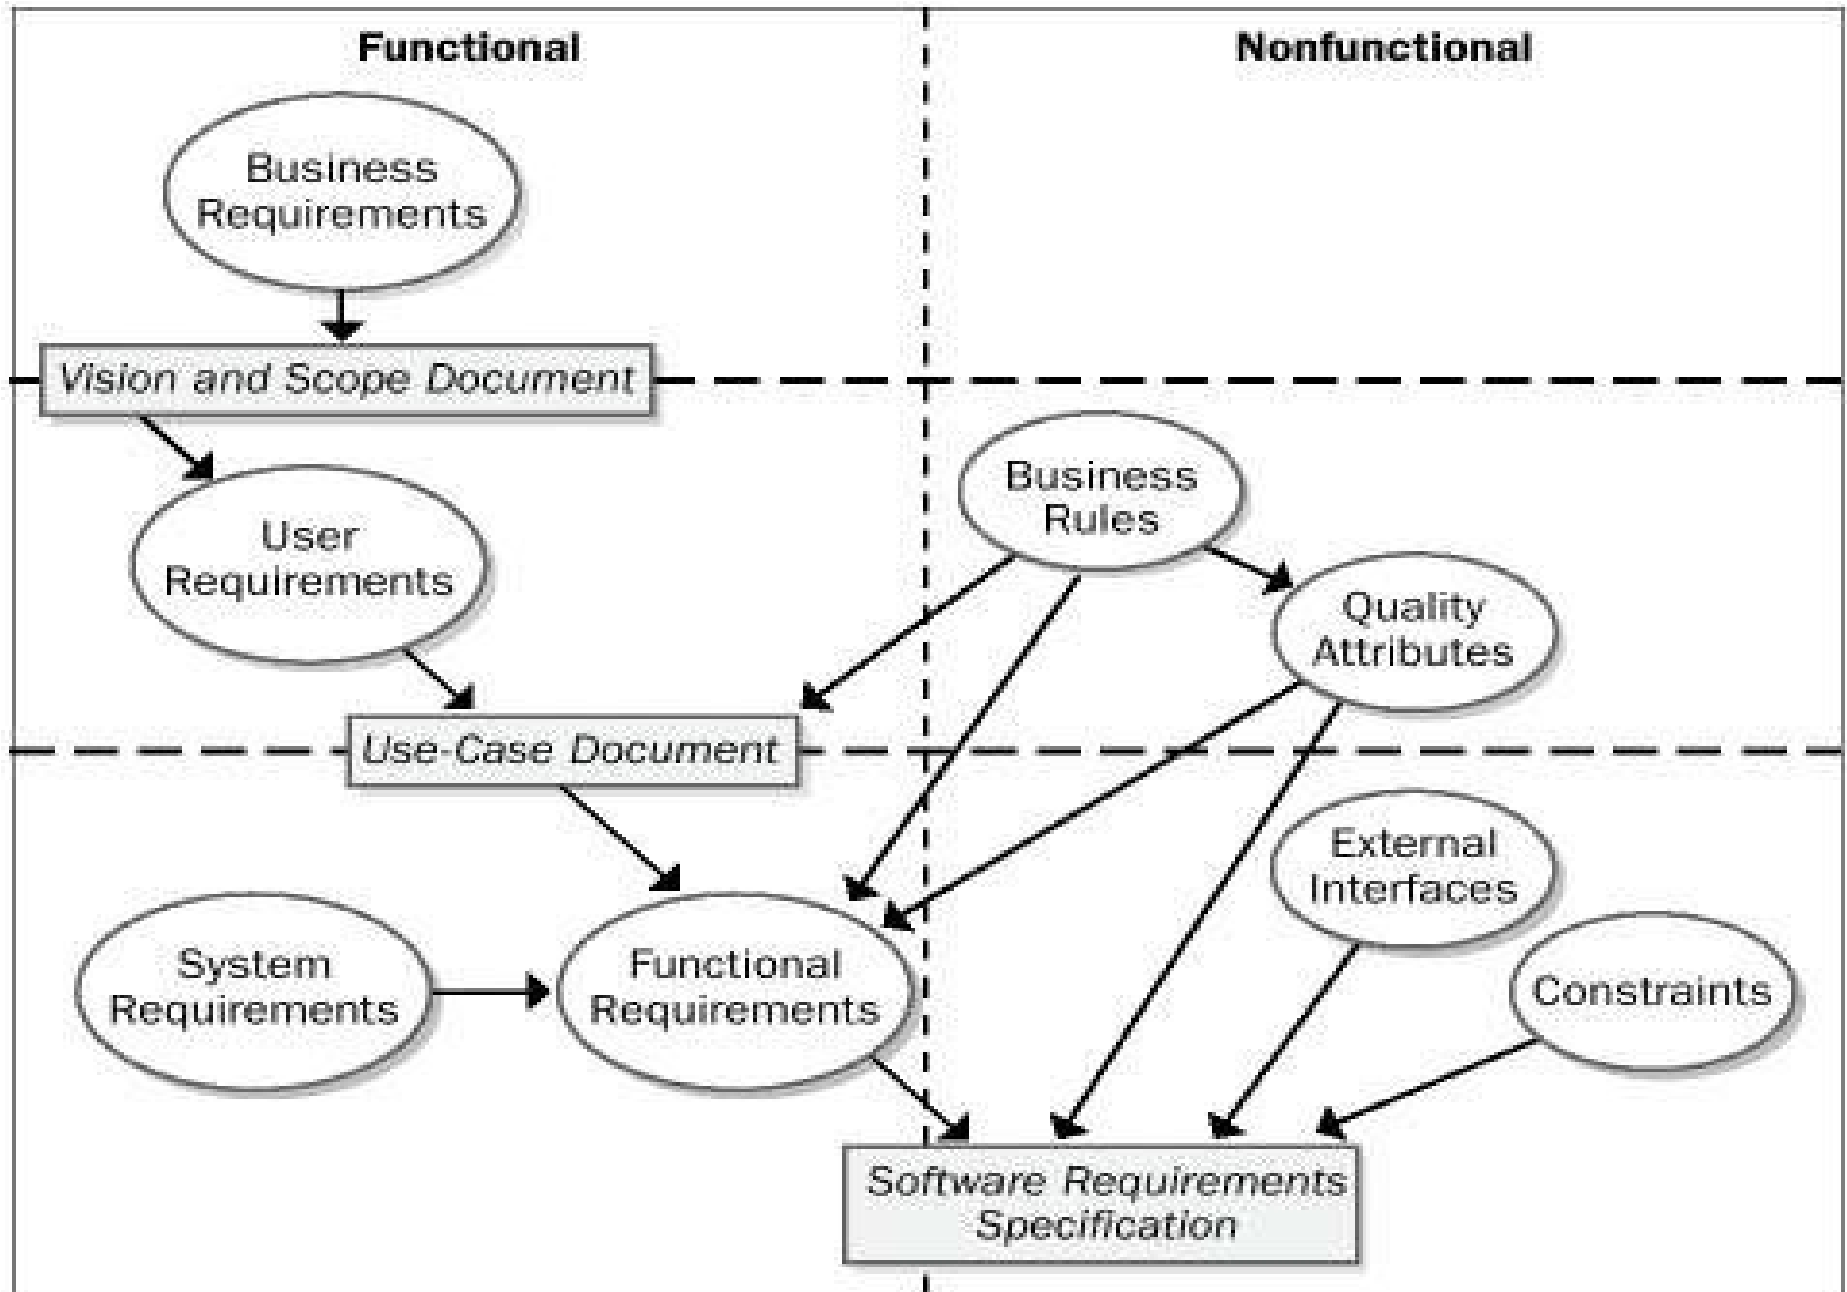 Functional
Nonfunctional
Business
Requirements
Vision and Scope Document
User
Requirements
Business
Rules
Quality
Attributes
Use-Case Document
External
Interfaces
System
Requirements
Functional
Requirements
Constraints
Software Requirements
Specification